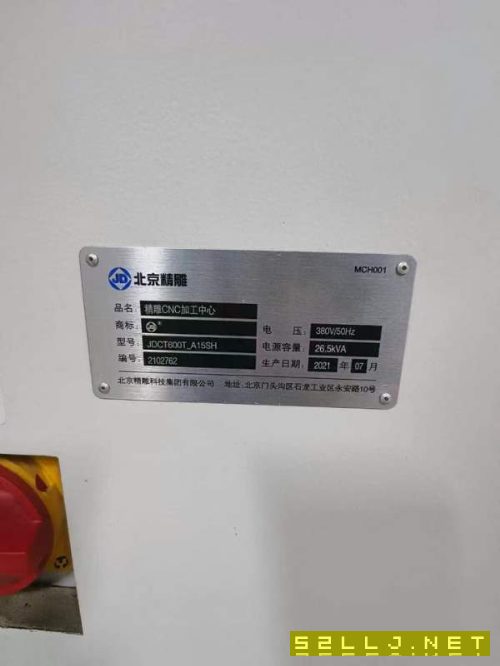 MCH001
JD 北京精雕
品名: 精雕CNC加工中心
商标: JD®
电 压: 380V/50Hz
型号: JDCT600T_A15SH
电源容量: 26.5kVA
编号: 2102762
生产日期: 2021 年 07 月
北京精雕科技集团有限公司 地址:北京门头沟区石龙工业区永安路10号
52LLJ.NET